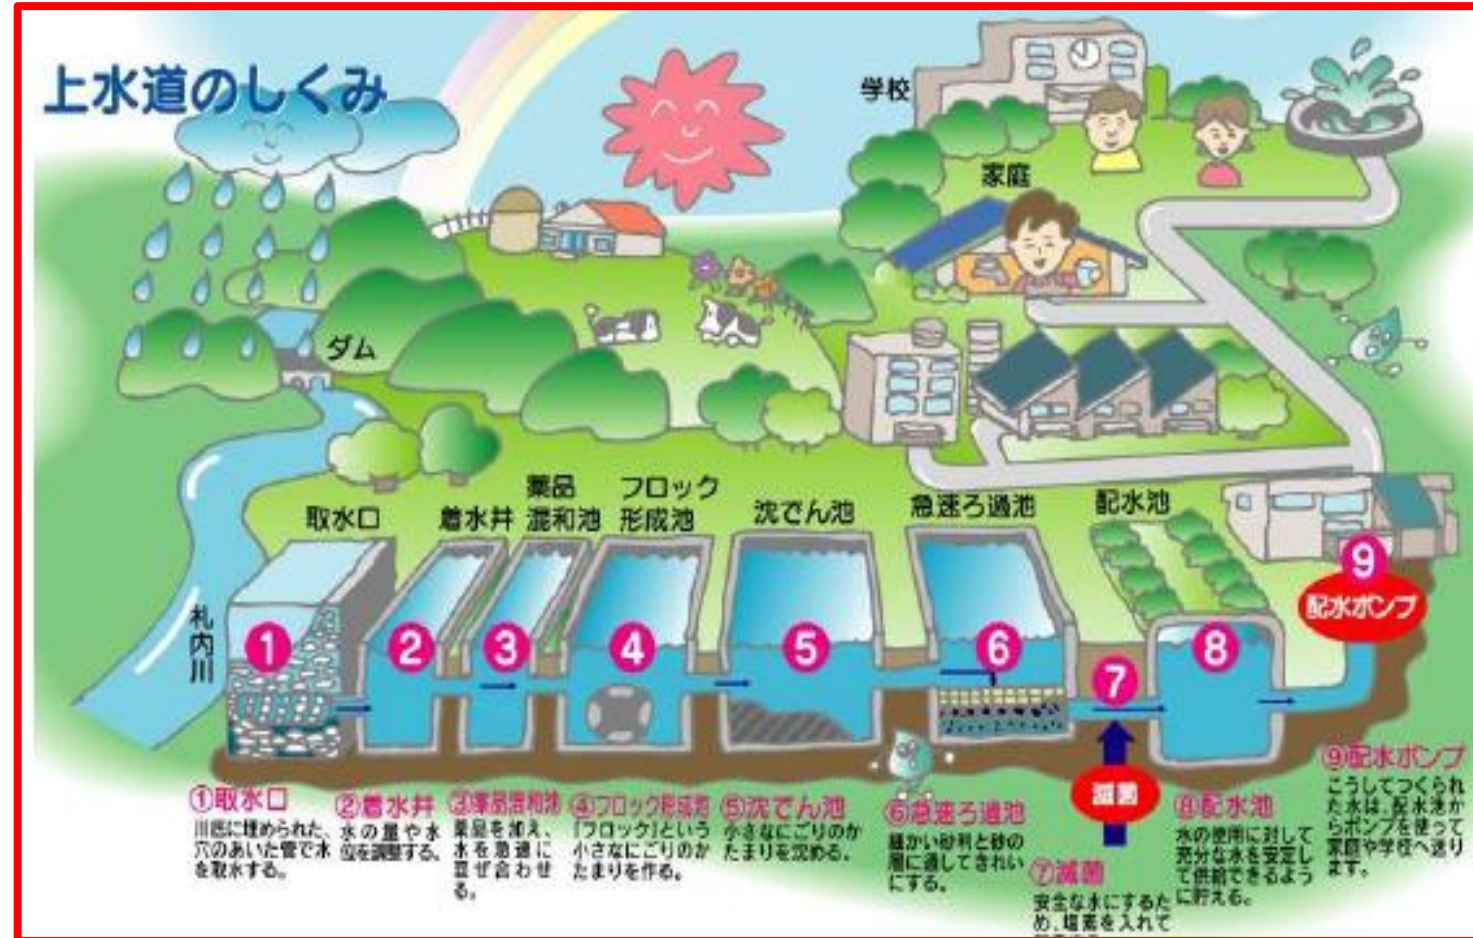 上水道のしくみ
学校
家庭
ダム
取水口
着水井
薬品
混和池
フロック
形成池
沈でん池
急速ろ過池
配水池
札内川
1
2
3
4
5
6
7
8
9
配水ポンプ
滅菌
①取水口
川底に埋められた、
穴のあいた管で水
を取水する。
②着水井
水の量や水
位を調整する。
③薬品混和池
薬品を加え、
水を急速に
混ぜ合わせ
る。
④フロック形成池
「フロック」という
小さなにごりのか
たまりを作る。
⑤沈でん池
小さなにごりのか
たまりを沈める。
⑥急速ろ過池
細かい砂利と砂の
層に通してきれい
にする。
⑦滅菌
安全な水にするた
め、塩素を入れて
⑧配水池
水の使用に対して
充分な水を安定し
て供給できるよう
に貯える。
⑨配水ポンプ
こうしてつくられ
た水は、配水池か
らポンプを使って
家庭や学校へ送り
ます。